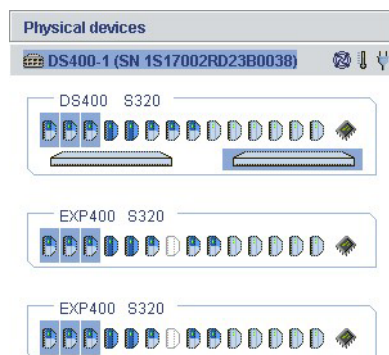 Physical devices
DS400-1 (SN 1S17002RD23B0038)
DS400 S320
EXP400 S320
EXP400 S320